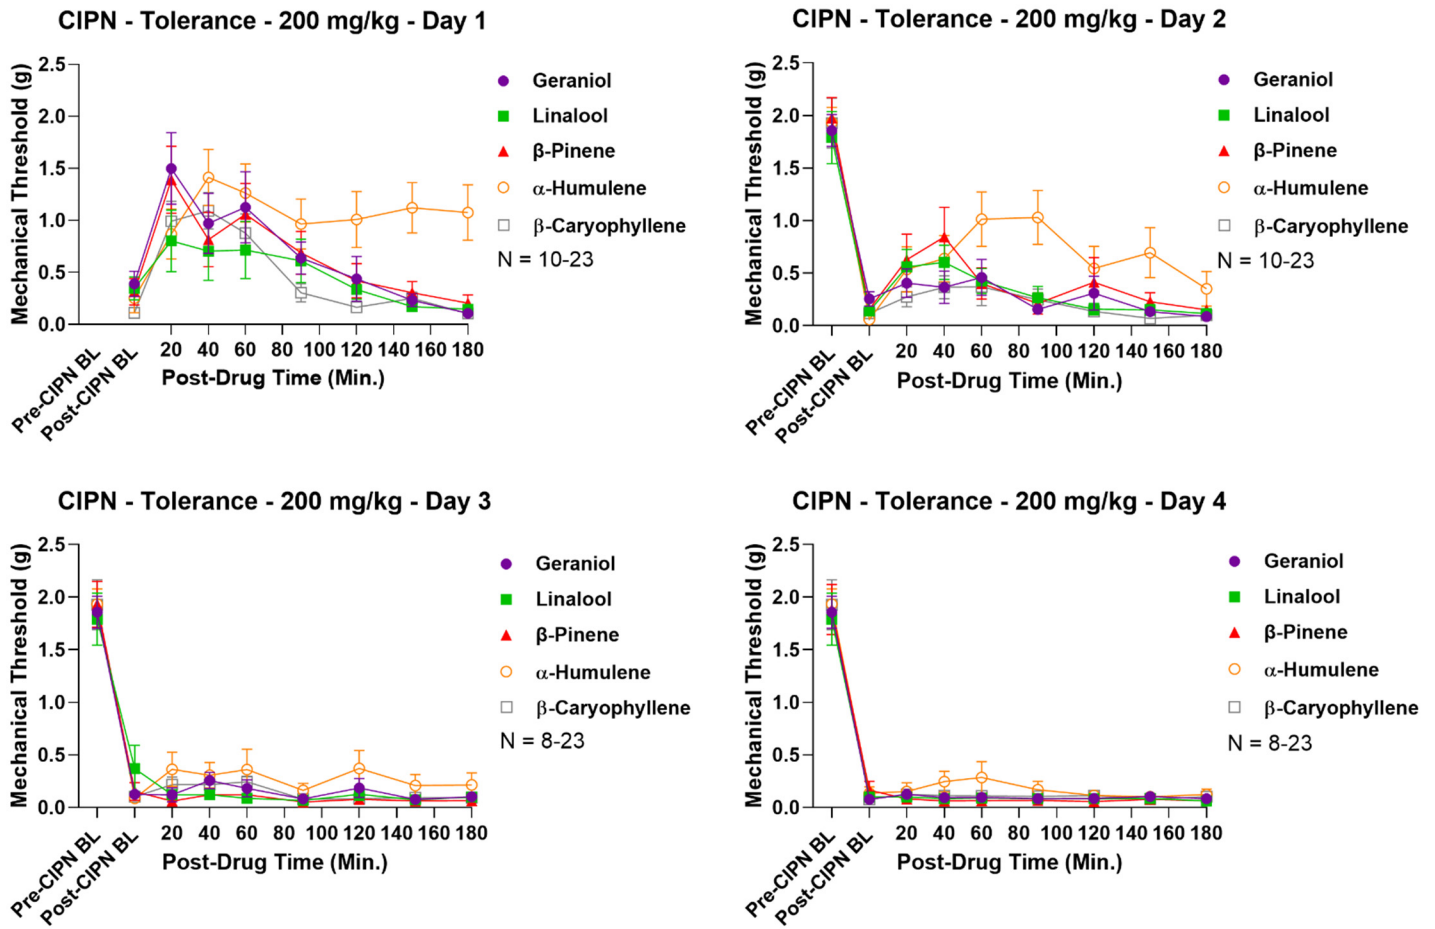 CIPN - Tolerance - 200 mg/kg - Day 1
Mechanical Threshold (g)
2.5
2.0
1.5
1.0
0.5
0.0
Geraniol
Linalool
β-Pinene
α-Humulene
β-Caryophyllene
N = 10-23
Pre-CIPN BL
Post-CIPN BL
20 40 60 80 100 120 140 160 180
Post-Drug Time (Min.)
CIPN - Tolerance - 200 mg/kg - Day 2
Mechanical Threshold (g)
2.5
2.0
1.5
1.0
0.5
0.0
Geraniol
Linalool
β-Pinene
α-Humulene
β-Caryophyllene
N = 10-23
Pre-CIPN BL
Post-CIPN BL
20 40 60 80 100 120 140 160 180
Post-Drug Time (Min.)
CIPN - Tolerance - 200 mg/kg - Day 3
Mechanical Threshold (g)
2.5
2.0
1.5
1.0
0.5
0.0
Geraniol
Linalool
β-Pinene
α-Humulene
β-Caryophyllene
N = 8-23
Pre-CIPN BL
Post-CIPN BL
20 40 60 80 100 120 140 160 180
Post-Drug Time (Min.)
CIPN - Tolerance - 200 mg/kg - Day 4
Mechanical Threshold (g)
2.5
2.0
1.5
1.0
0.5
0.0
Geraniol
Linalool
β-Pinene
α-Humulene
β-Caryophyllene
N = 8-23
Pre-CIPN BL
Post-CIPN BL
20 40 60 80 100 120 140 160 180
Post-Drug Time (Min.)